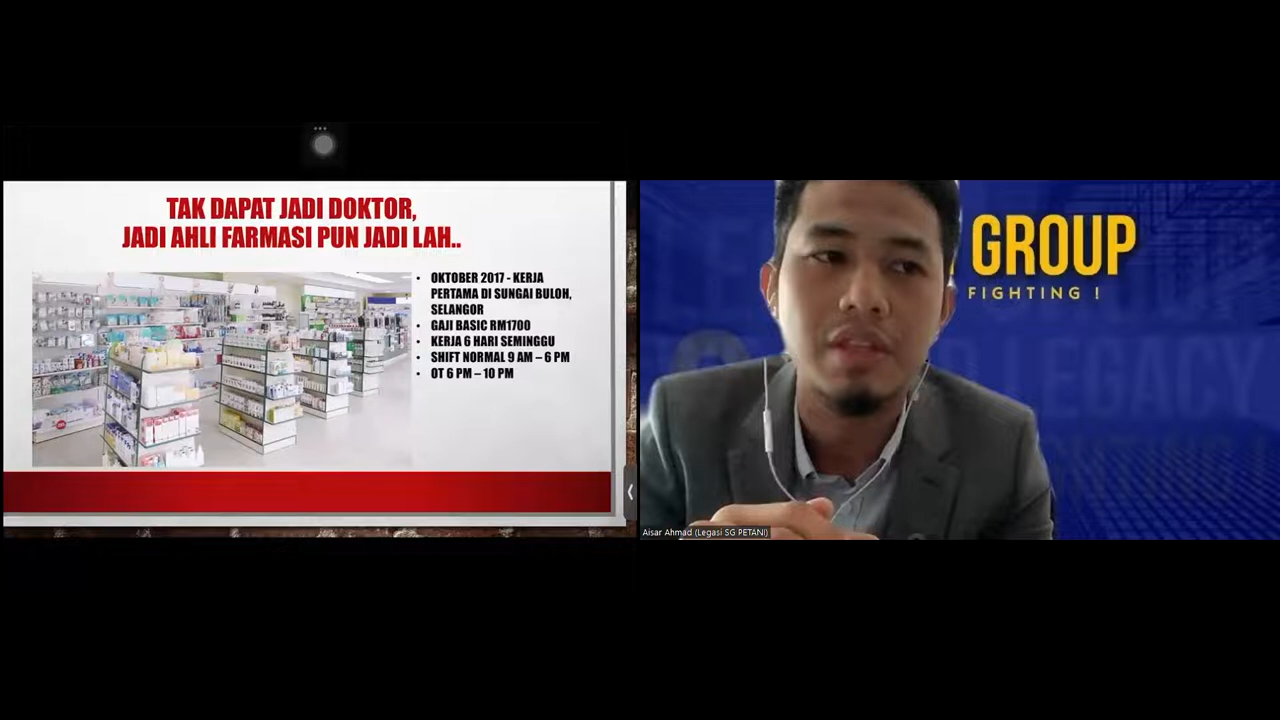 TAK DAPAT JADI DOKTOR,
JADI AHLI FARMASI PUN JADI LAH..
• OKTOBER 2017 - KERJA
PERTAMA DI SUNGAI BULOH,
SELANGOR
• GAJI BASIC RM1700
• KERJA 6 HARI SEMINGGU
• SHIFT NORMAL 9 AM – 6 PM
• OT 6 PM – 10 PM
GROUP
FIGHTING !
LEGACY
Aisar Ahmad (Legasi SG PETANI)